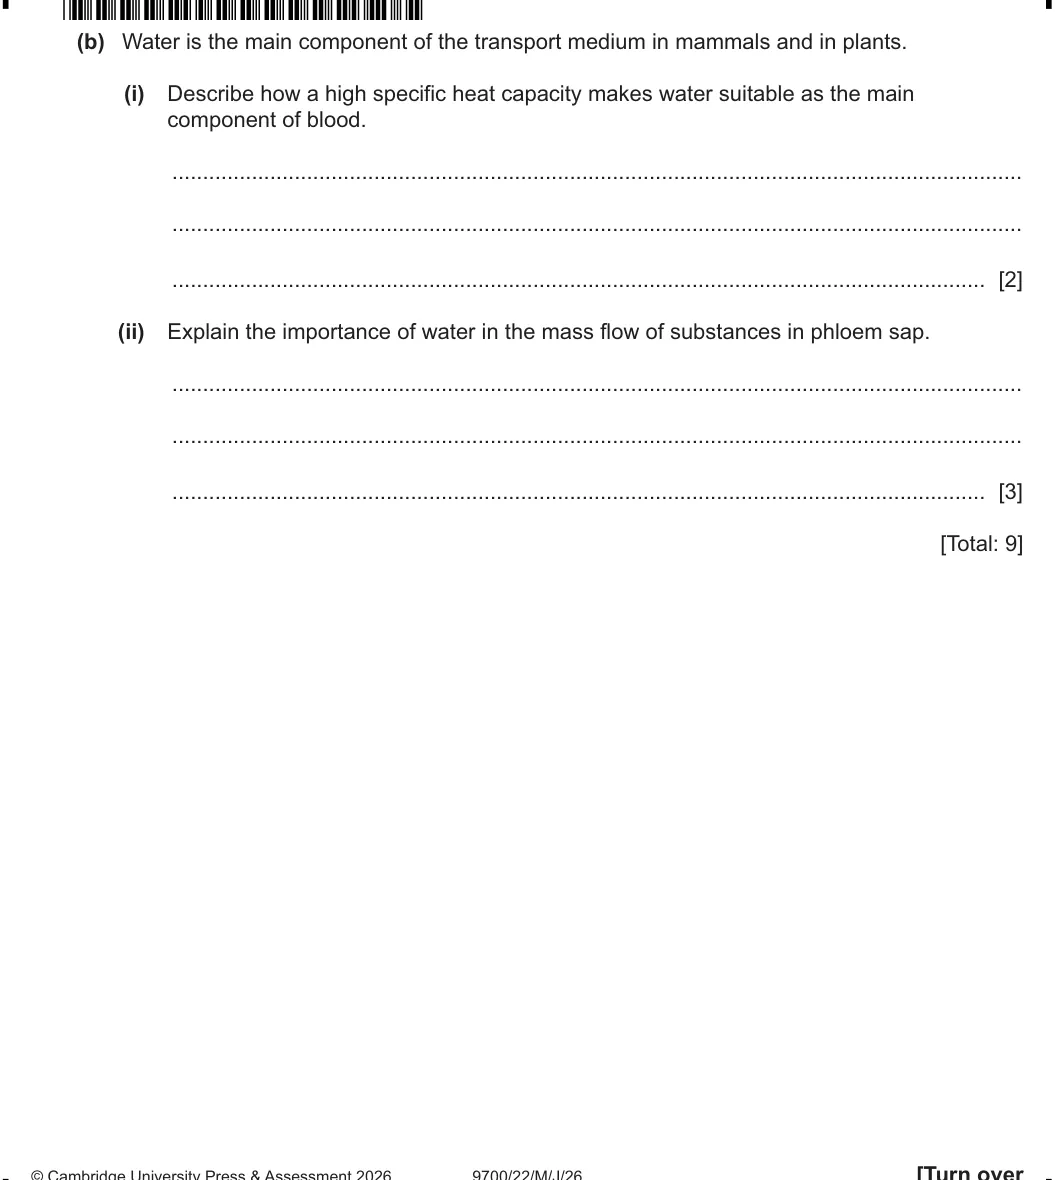 (b) Water is the main component of the transport medium in mammals and in plants.
(i) Describe how a high specific heat capacity makes water suitable as the main
component of blood.
..........................................................................................................................................
..........................................................................................................................................
.................................................................................................................................... [2]
(ii) Explain the importance of water in the mass flow of substances in phloem sap.
..........................................................................................................................................
..........................................................................................................................................
.................................................................................................................................... [3]
[Total: 9]
© Cambridge University Press & Assessment 2026 9700/22/M/J/26 [Turn over